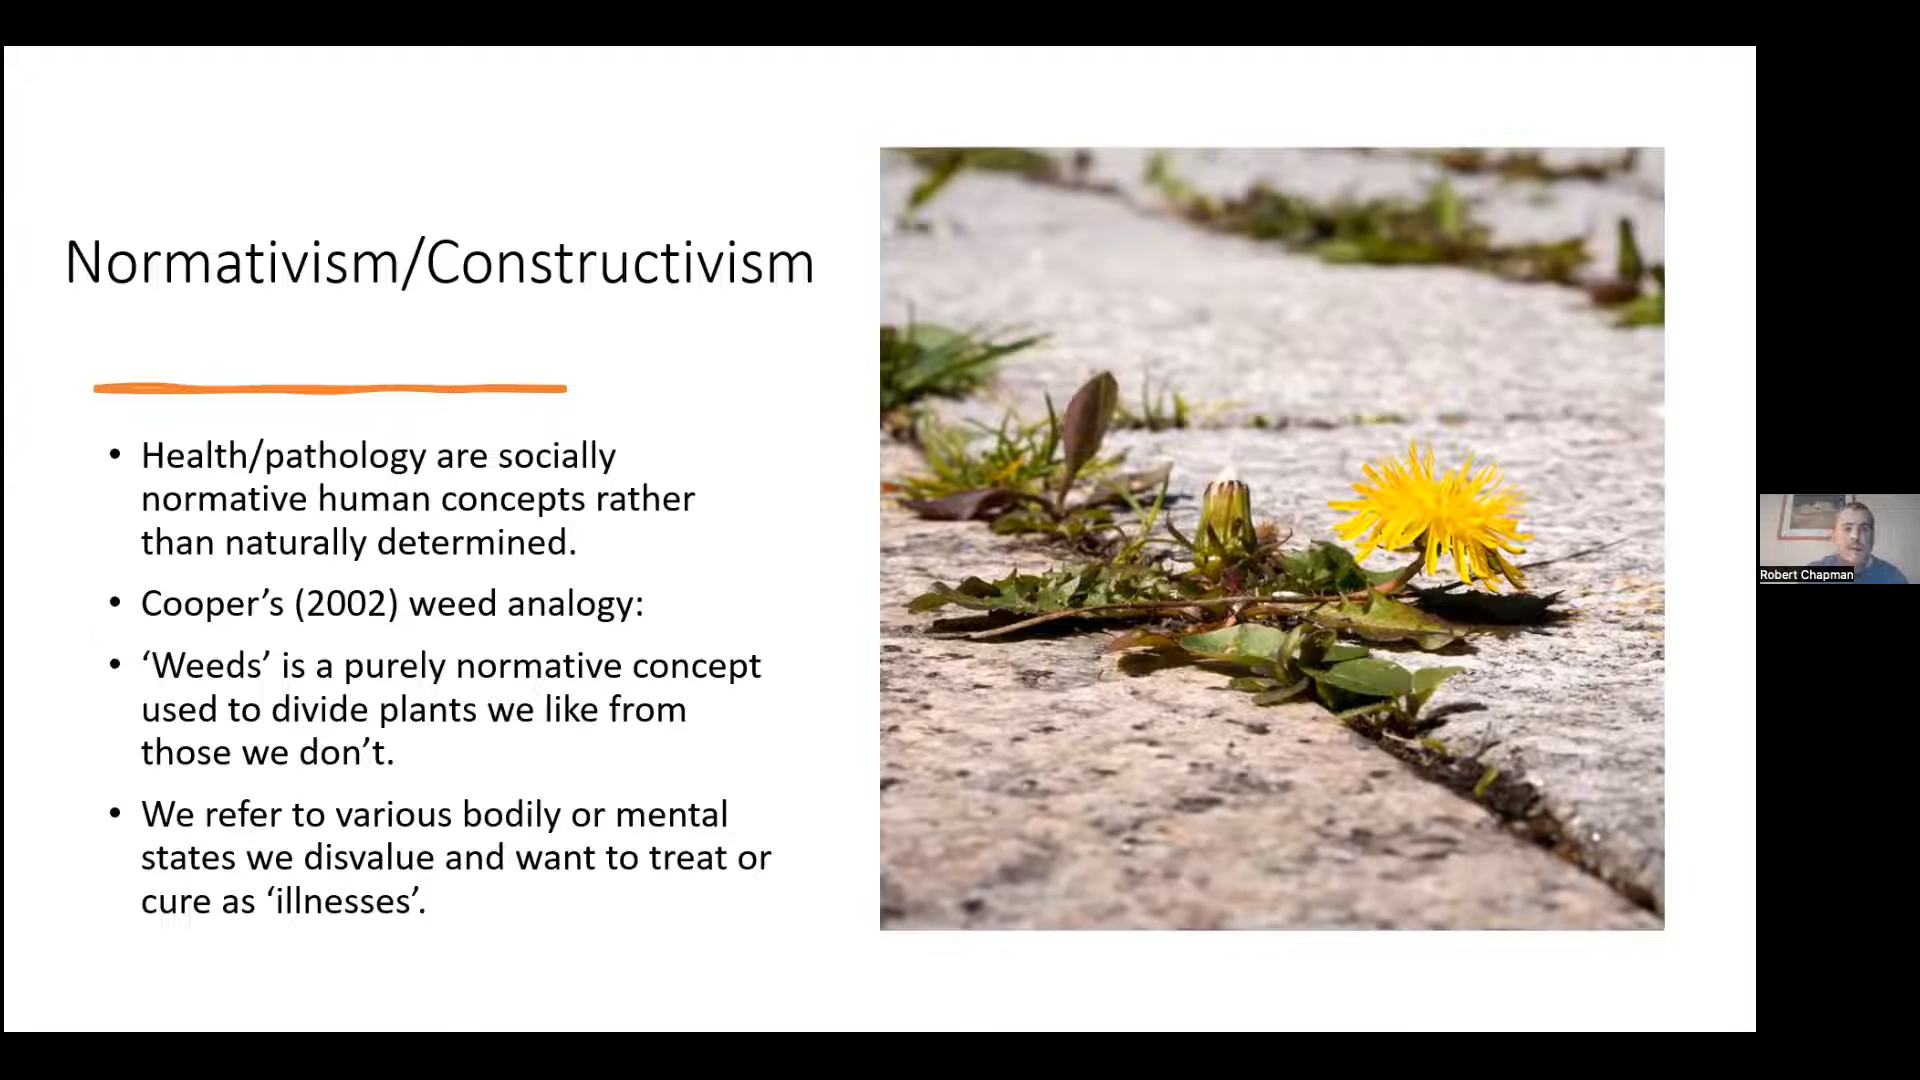 Normativism/Constructivism
• Health/pathology are socially
normative human concepts rather
than naturally determined.
• Cooper’s (2002) weed analogy:
• ‘Weeds’ is a purely normative concept
used to divide plants we like from
those we don’t.
• We refer to various bodily or mental
states we disvalue and want to treat or
cure as ‘illnesses’.
Robert Chapman